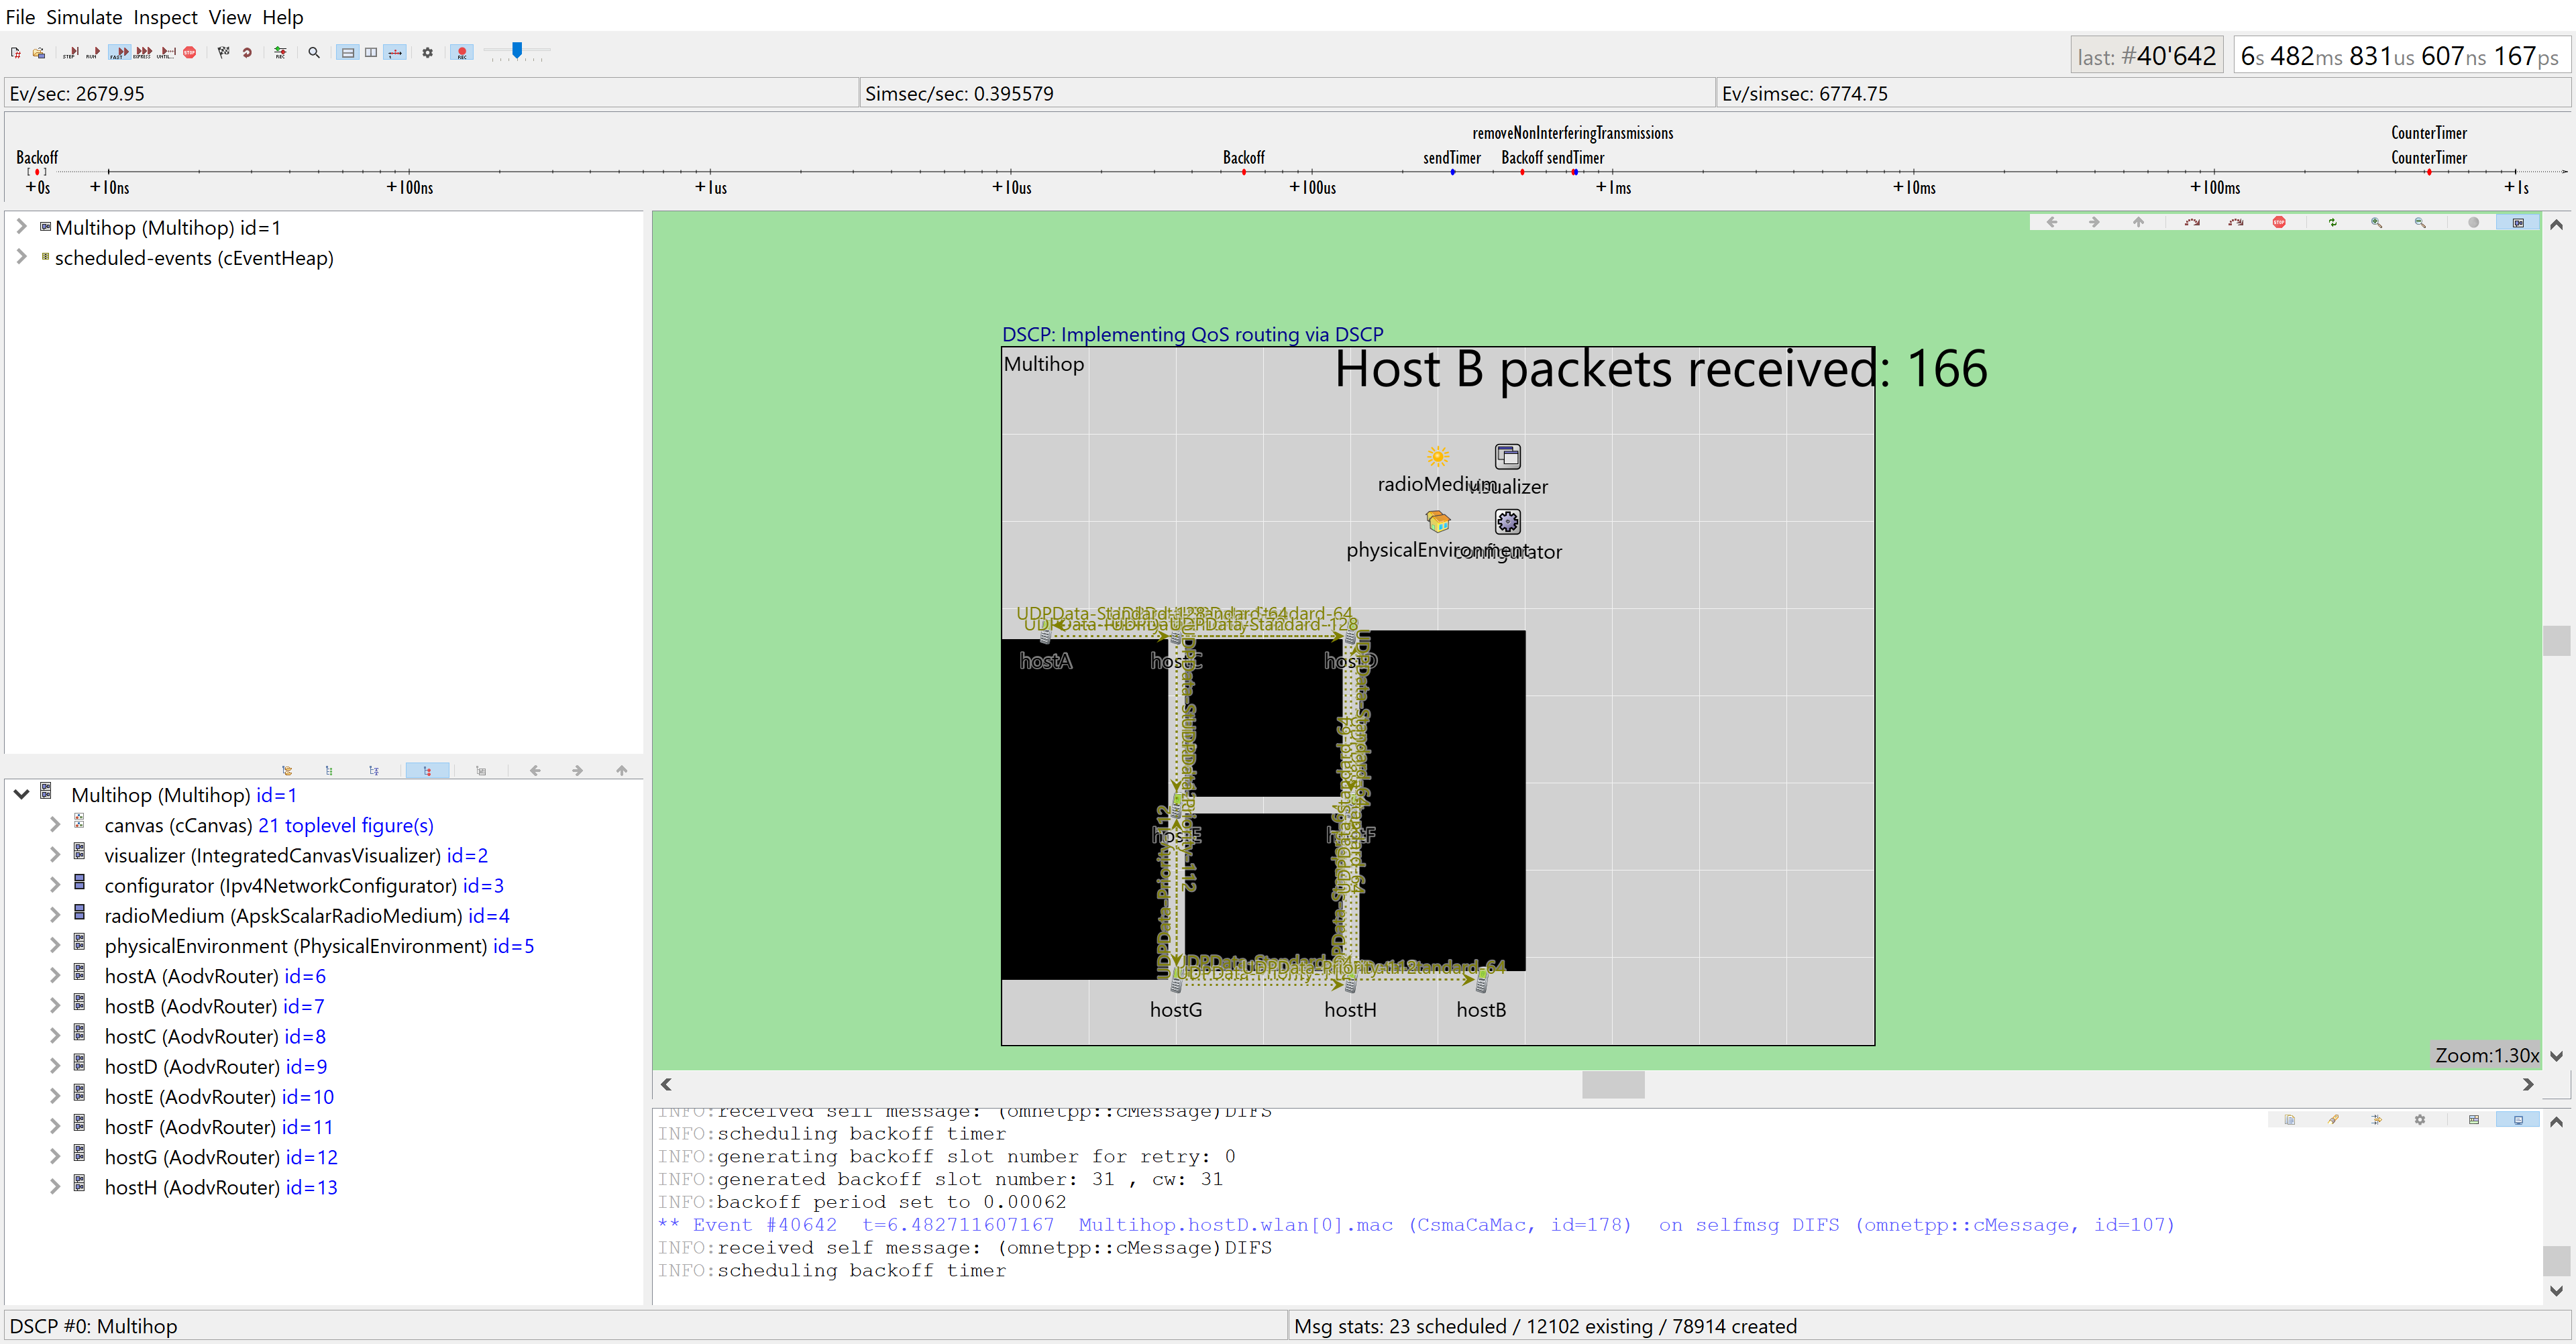 File Simulate Inspect View Help
STEP RUN FAST EXPRESS UNTIL... STOP REC REC
last: #40'642 6s 482ms 831us 607ns 167ps
Ev/sec: 2679.95 Simsec/sec: 0.395579 Ev/simsec: 6774.75
removeNonInterferingTransmissions CounterTimer
Backoff Backoff sendTimer Backoff sendTimer CounterTimer
+0s +10ns +100ns +1us +10us +100us +1ms +10ms +100ms +1s
Multihop (Multihop) id=1
scheduled-events (cEventHeap)
Multihop (Multihop) id=1
canvas (cCanvas) 21 toplevel figure(s)
visualizer (IntegratedCanvasVisualizer) id=2
configurator (Ipv4NetworkConfigurator) id=3
radioMedium (ApskScalarRadioMedium) id=4
physicalEnvironment (PhysicalEnvironment) id=5
hostA (AodvRouter) id=6
hostB (AodvRouter) id=7
hostC (AodvRouter) id=8
hostD (AodvRouter) id=9
hostE (AodvRouter) id=10
hostF (AodvRouter) id=11
hostG (AodvRouter) id=12
hostH (AodvRouter) id=13
DSCP: Implementing QoS routing via DSCP
Multihop
Host B packets received: 166
radioMedium visualizer
physicalEnvironment configurator
hostA hostC hostD
hostE hostF
hostG hostH hostB
Zoom:1.30x
INFO:received self message: (omnetpp::cMessage)DIFS
INFO:scheduling backoff timer
INFO:generating backoff slot number for retry: 0
INFO:generated backoff slot number: 31 , cw: 31
INFO:backoff period set to 0.00062
** Event #40642 t=6.482711607167 Multihop.hostD.wlan[0].mac (CsmaCaMac, id=178) on selfmsg DIFS (omnetpp::cMessage, id=107)
INFO:received self message: (omnetpp::cMessage)DIFS
INFO:scheduling backoff timer
DSCP #0: Multihop Msg stats: 23 scheduled / 12102 existing / 78914 created